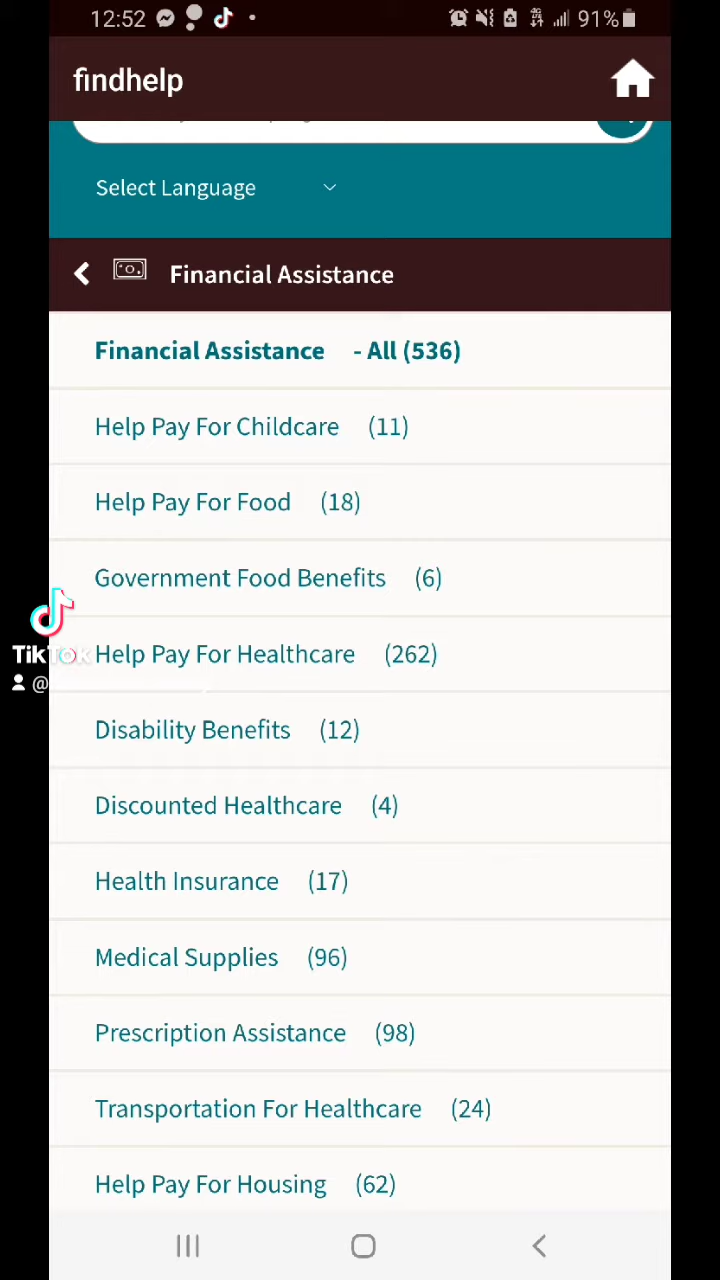 12:52
91%
findhelp
Select Language
Financial Assistance
Financial Assistance - All (536)
Help Pay For Childcare (11)
Help Pay For Food (18)
Government Food Benefits (6)
TikTok
Help Pay For Healthcare (262)
@
Disability Benefits (12)
Discounted Healthcare (4)
Health Insurance (17)
Medical Supplies (96)
Prescription Assistance (98)
Transportation For Healthcare (24)
Help Pay For Housing (62)